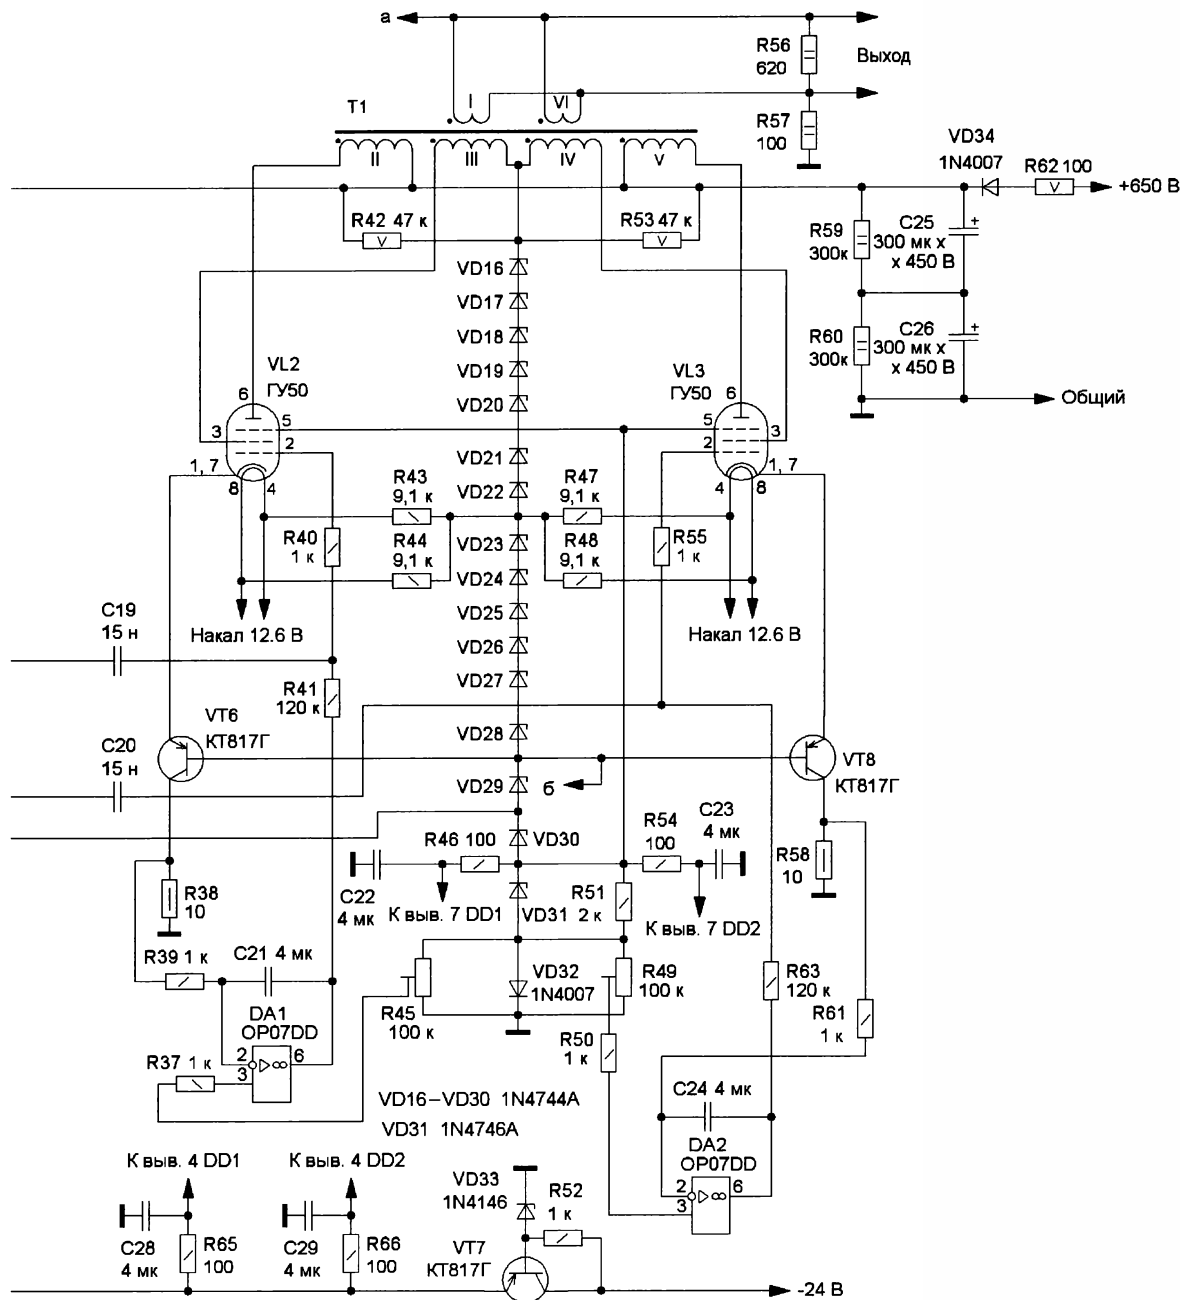 а
R56
620
Выход
T1
I
VI
R57
100
II
III
IV
V
VD34
1N4007
R62 100
+650 В
R42 47 к
R53 47 к
R59
300к
C25
300 мк х
х 450 В
VD16
VD17
VD18
VD19
VD20
R60
300к
C26
300 мк х
х 450 В
Общий
VL2
ГУ50
6
5
3
2
1, 7
8
4
VL3
ГУ50
6
5
2
3
1, 7
4
8
VD21
VD22
R43
9,1 к
R47
9,1 к
R40
1 к
R44
9,1 к
VD23
R48
9,1 к
R55
1 к
VD24
VD25
VD26
VD27
C19
15 н
Накал 12.6 В
Накал 12.6 В
R41
120 к
VT6
КТ817Г
VD28
C20
15 н
VD29
б
VT8
КТ817Г
R46 100
VD30
R54
100
C23
4 мк
C22
4 мк
К выв. 7 DD1
VD31
R51
2 к
К выв. 7 DD2
R58
10
R38
10
R39 1 к
C21 4 мк
VD32
1N4007
R49
100 к
R63
120 к
R45
100 к
DA1
OP07DD
R50
1 к
R61
1 к
R37 1 к
2
3
6
VD16–VD30 1N4744A
VD31 1N4746A
C24 4 мк
DA2
OP07DD
2
3
6
К выв. 4 DD1
К выв. 4 DD2
VD33
1N4146
R52
1 к
C28
4 мк
R65
100
C29
4 мк
R66
100
VT7
КТ817Г
-24 В